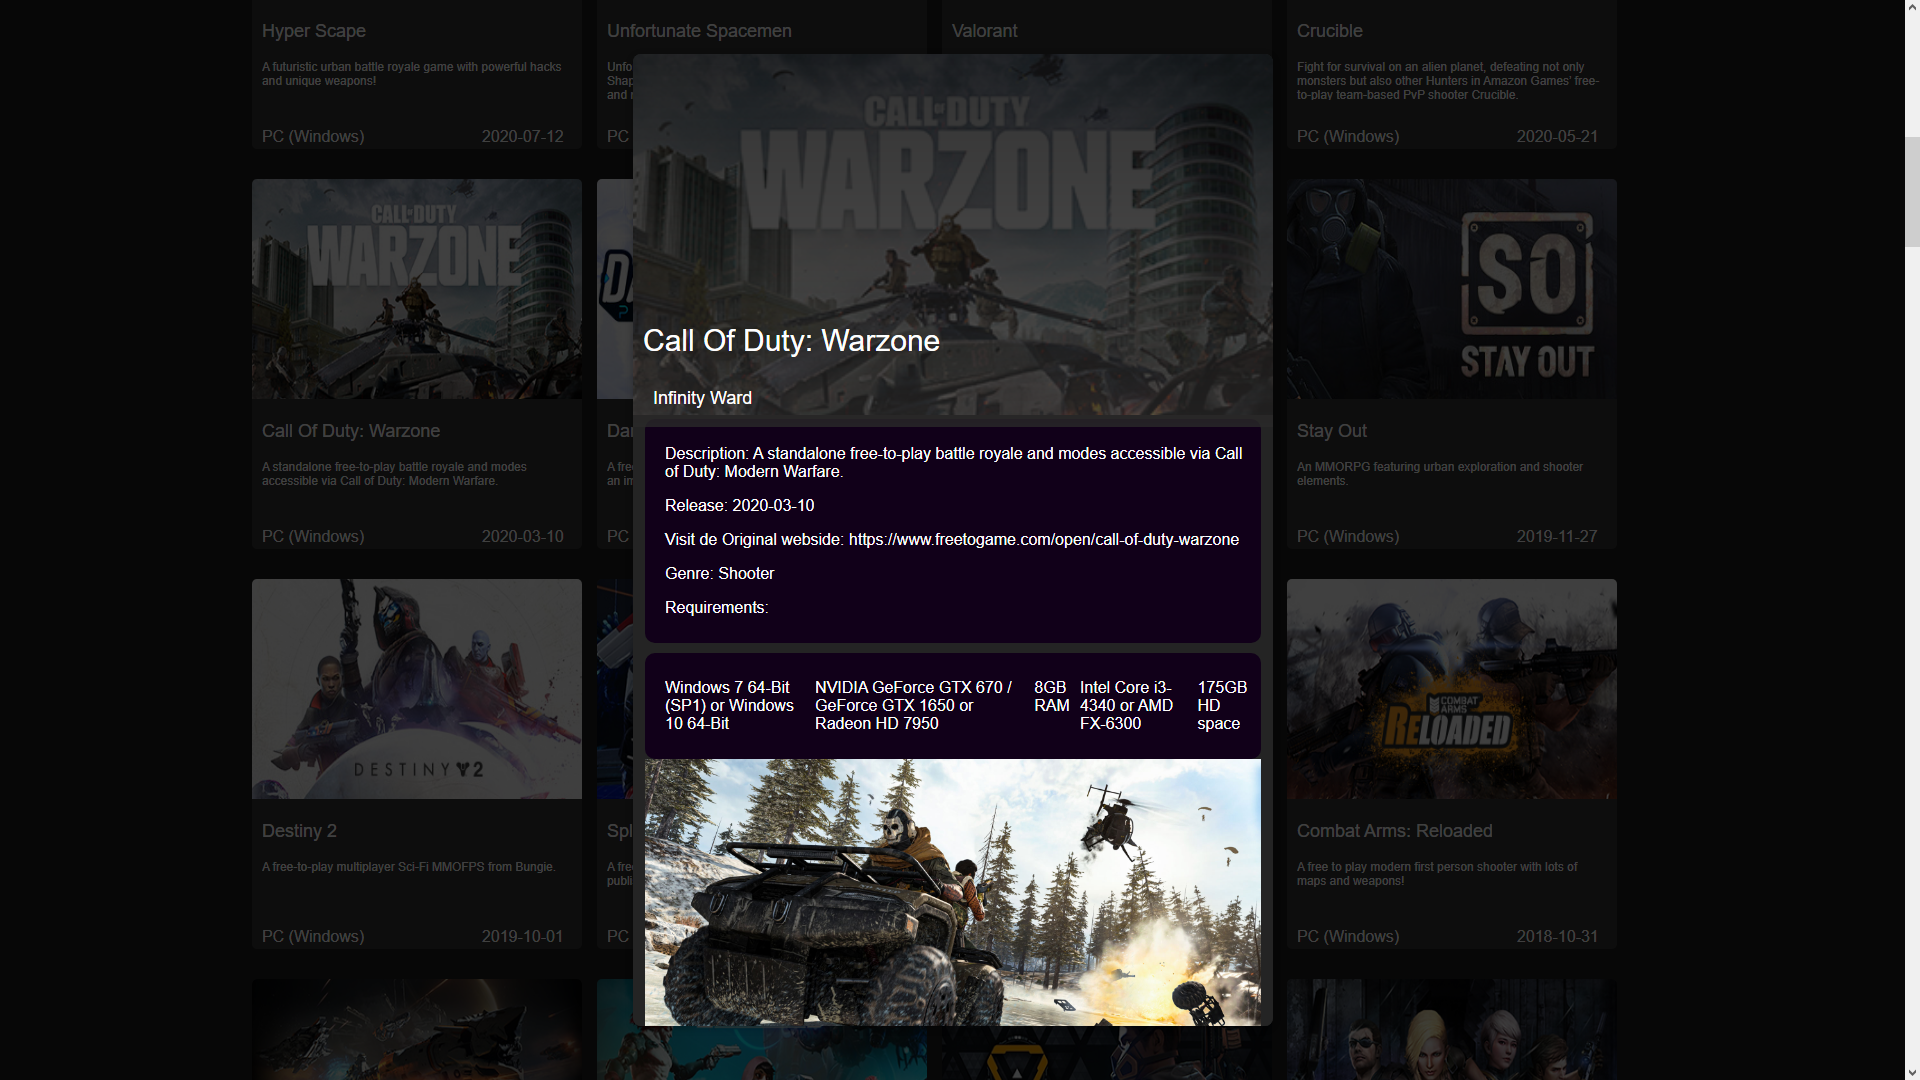 Hyper Scape
A futuristic urban battle royale game with powerful hacks
and unique weapons!
PC (Windows) 2020-07-12
Unfortunate Spacemen
Unfo
Shap
and r
PC
Valorant
Crucible
Fight for survival on an alien planet, defeating not only
monsters but also other Hunters in Amazon Games' free-
to-play team-based PvP shooter Crucible.
PC (Windows) 2020-05-21
CALL OF DUTY
WARZONE
Call Of Duty: Warzone
Infinity Ward
Description: A standalone free-to-play battle royale and modes accessible via Call
of Duty: Modern Warfare.
Release: 2020-03-10
Visit de Original webside: https://www.freetogame.com/open/call-of-duty-warzone
Genre: Shooter
Requirements:
Windows 7 64-Bit
(SP1) or Windows
10 64-Bit
NVIDIA GeForce GTX 670 /
GeForce GTX 1650 or
Radeon HD 7950
8GB
RAM
Intel Core i3-
4340 or AMD
FX-6300
175GB
HD
space
CALL OF DUTY
WARZONE
Call Of Duty: Warzone
A standalone free-to-play battle royale and modes
accessible via Call of Duty: Modern Warfare.
PC (Windows) 2020-03-10
DA
P
Dar
A fre
an in
PC
SO
STAY OUT
Stay Out
An MMORPG featuring urban exploration and shooter
elements.
PC (Windows) 2019-11-27
DESTINY 2
Destiny 2
A free-to-play multiplayer Sci-Fi MMOFPS from Bungie.
PC (Windows) 2019-10-01
Spl
A fre
publi
PC
COMBAT
ARMS
RELOADED
Combat Arms: Reloaded
A free to play modern first person shooter with lots of
maps and weapons!
PC (Windows) 2018-10-31